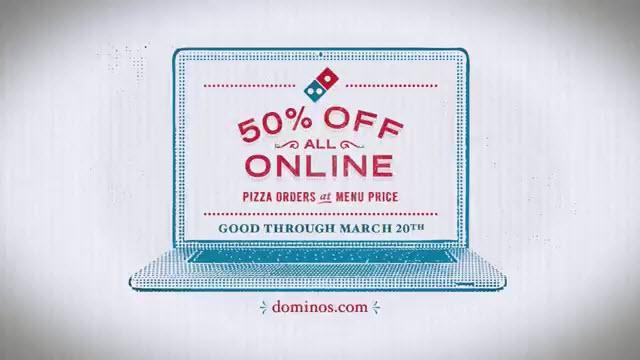 50% OFF
ALL
ONLINE
PIZZA ORDERS at MENU PRICE
GOOD THROUGH MARCH 20TH
dominos.com